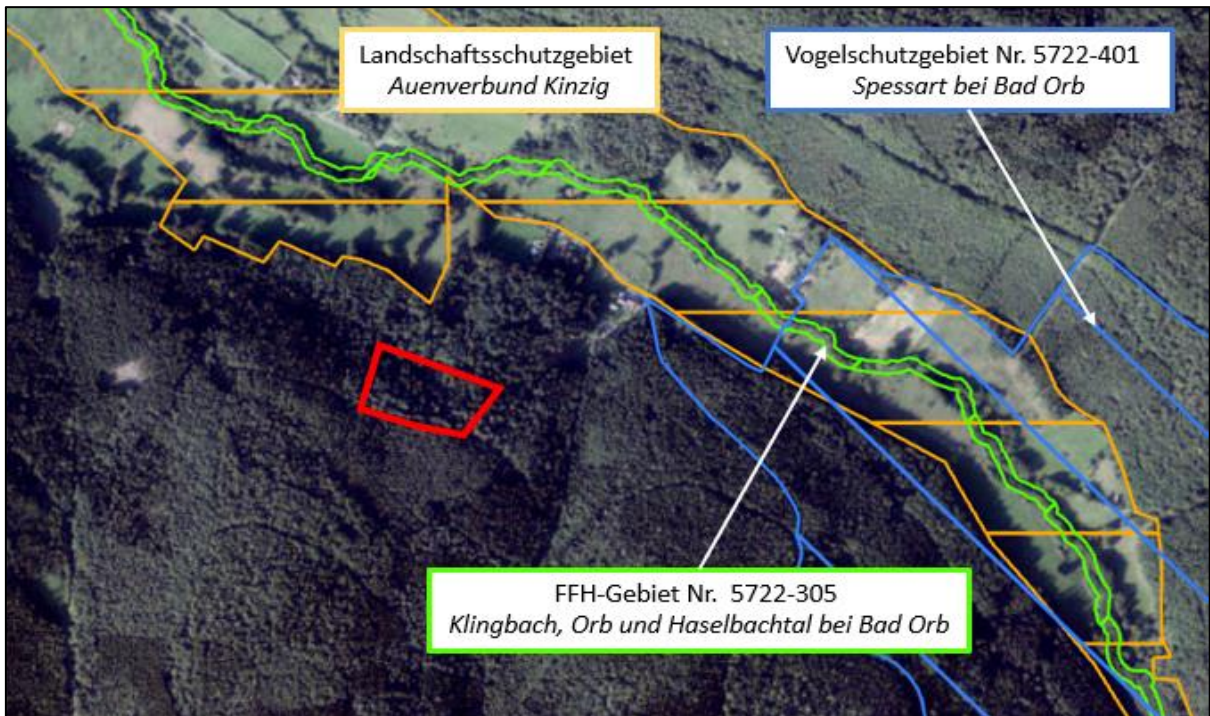 Landschaftsschutzgebiet
Auenverbund Kinzig
Vogelschutzgebiet Nr. 5722-401
Spessart bei Bad Orb
FFH-Gebiet Nr. 5722-305
Klingbach, Orb und Haselbachtal bei Bad Orb